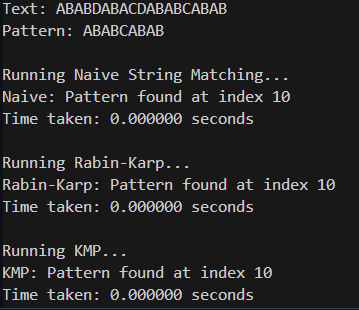 Text: ABABDABACDABABCABAB
Pattern: ABABCABAB
Running Naive String Matching...
Naive: Pattern found at index 10
Time taken: 0.000000 seconds
Running Rabin-Karp...
Rabin-Karp: Pattern found at index 10
Time taken: 0.000000 seconds
Running KMP...
KMP: Pattern found at index 10
Time taken: 0.000000 seconds